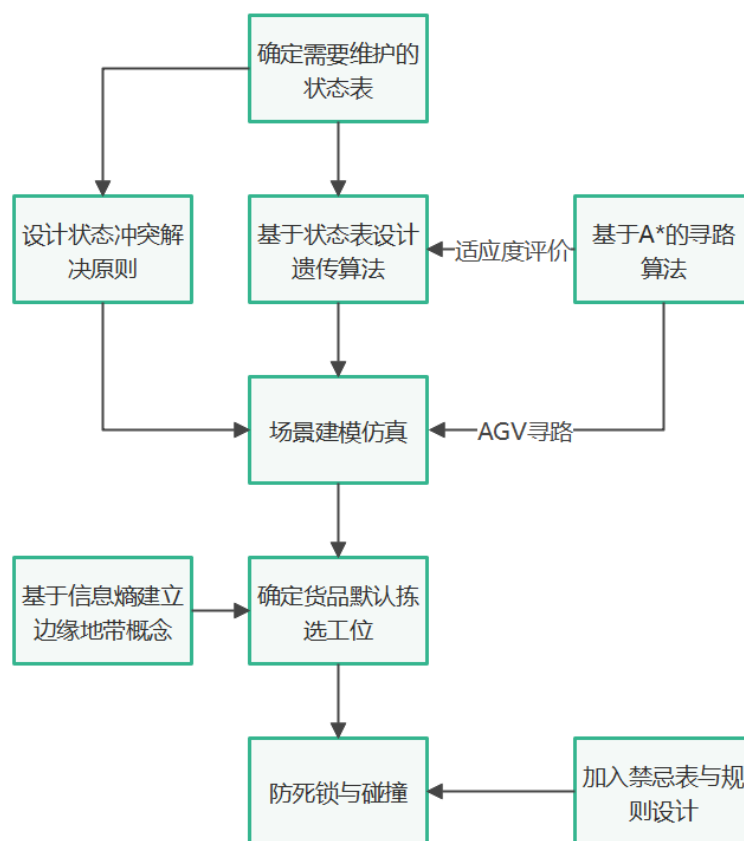 确定需要维护的
状态表
设计状态冲突解
决原则
基于状态表设计
遗传算法
适应度评价
基于A*的寻路
算法
场景建模仿真
AGV寻路
基于信息熵建立
边缘地带概念
确定货品默认拣
选工位
防死锁与碰撞
加入禁忌表与规
则设计